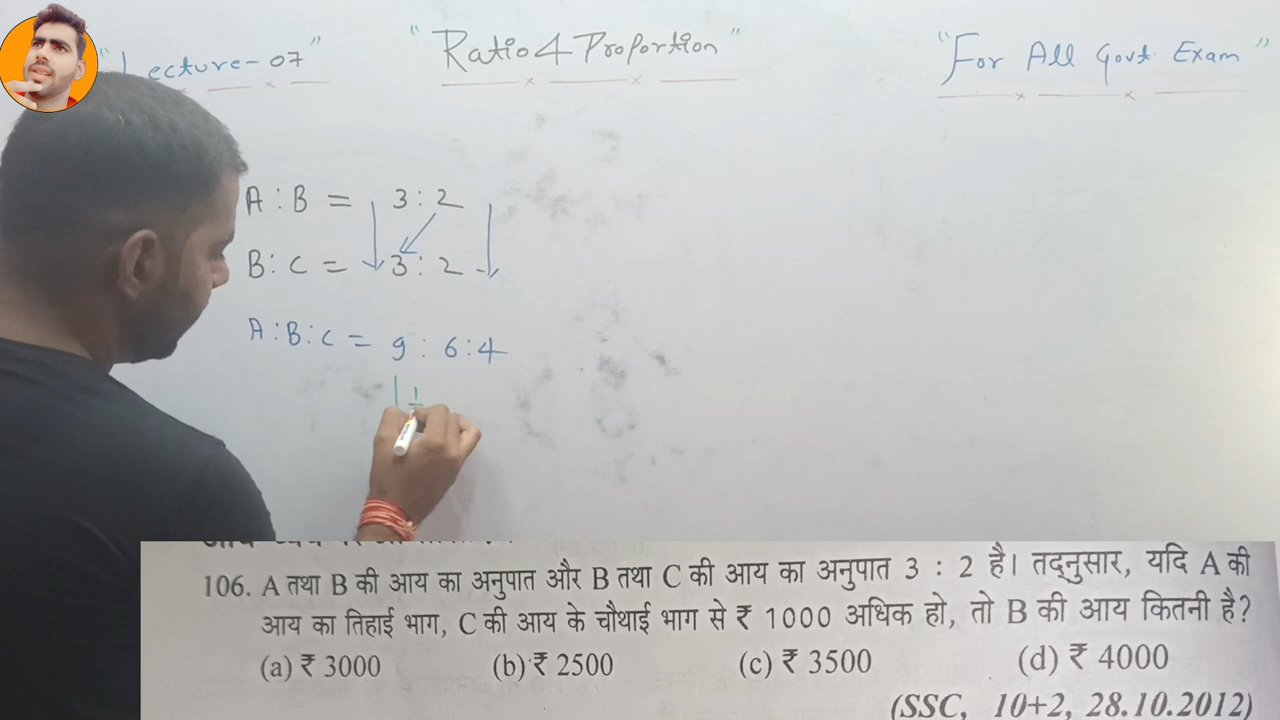 "Lecture-07"
"Ratio & Proportion"
"For All Govt. Exam"
A : B = 3 : 2
B : C = 3 : 2
A : B : C = 9 : 6 : 4
106. A तथा B की आय का अनुपात और B तथा C की आय का अनुपात 3 : 2 है। तद्नुसार, यदि A की
आय का तिहाई भाग, C की आय के चौथाई भाग से ₹ 1000 अधिक हो, तो B की आय कितनी है?
(a) ₹ 3000 (b) ₹ 2500 (c) ₹ 3500 (d) ₹ 4000
(SSC, 10+2, 28.10.2012)